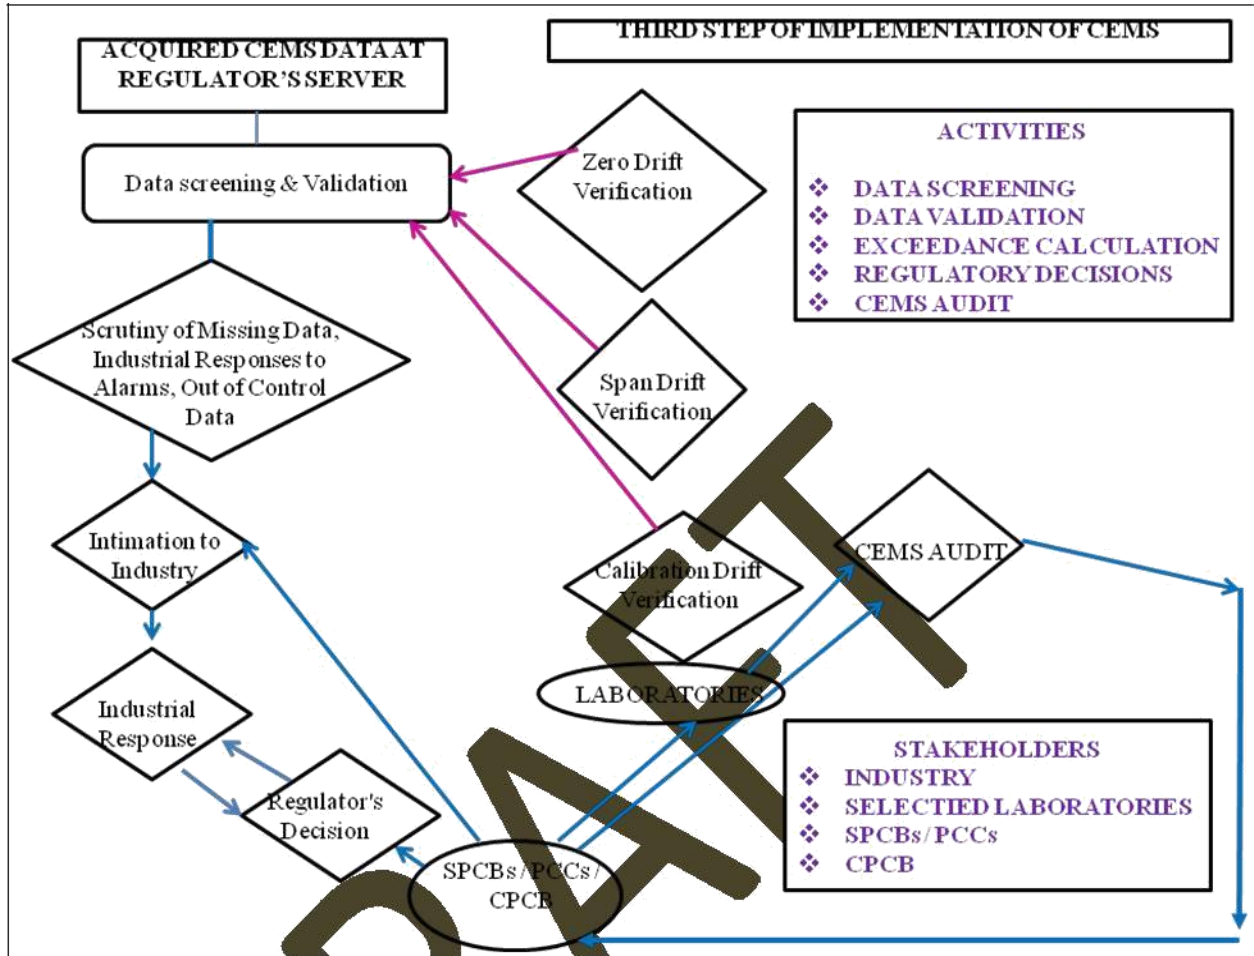 THIRD STEP OF IMPLEMENTATION OF CEMS
ACQUIRED CEMS DATA AT
REGULATOR'S SERVER
Data screening & Validation
Zero Drift
Verification
ACTIVITIES
❖ DATA SCREENING
❖ DATA VALIDATION
❖ EXCEEDANCE CALCULATION
❖ REGULATORY DECISIONS
❖ CEMS AUDIT
Scrutiny of Missing Data,
Industrial Responses to
Alarms, Out of Control
Data
Span Drift
Verification
Intimation to
Industry
Calibration Drift
Verification
CEMS AUDIT
LABORATORIES
Industrial
Response
Regulator's
Decision
SPCBs / PCCs /
CPCB
STAKEHOLDERS
❖ INDUSTRY
❖ SELECTIED LABORATORIES
❖ SPCBs / PCCs
❖ CPCB
DRAFT